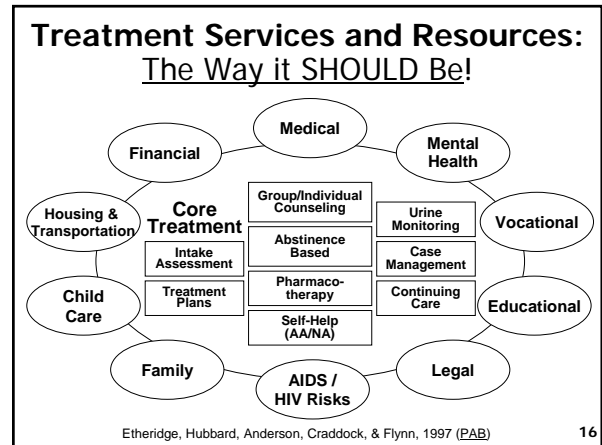 Treatment Services and Resources:
The Way it SHOULD Be!
Medical
Financial
Mental
Health
Housing &
Transportation
Vocational
Child
Care
Educational
Family
AIDS /
HIV Risks
Legal
Core
Treatment
Intake
Assessment
Treatment
Plans
Group/Individual
Counseling
Abstinence
Based
Pharmaco-
therapy
Self-Help
(AA/NA)
Urine
Monitoring
Case
Management
Continuing
Care
Etheridge, Hubbard, Anderson, Craddock, & Flynn, 1997 (PAB)
16